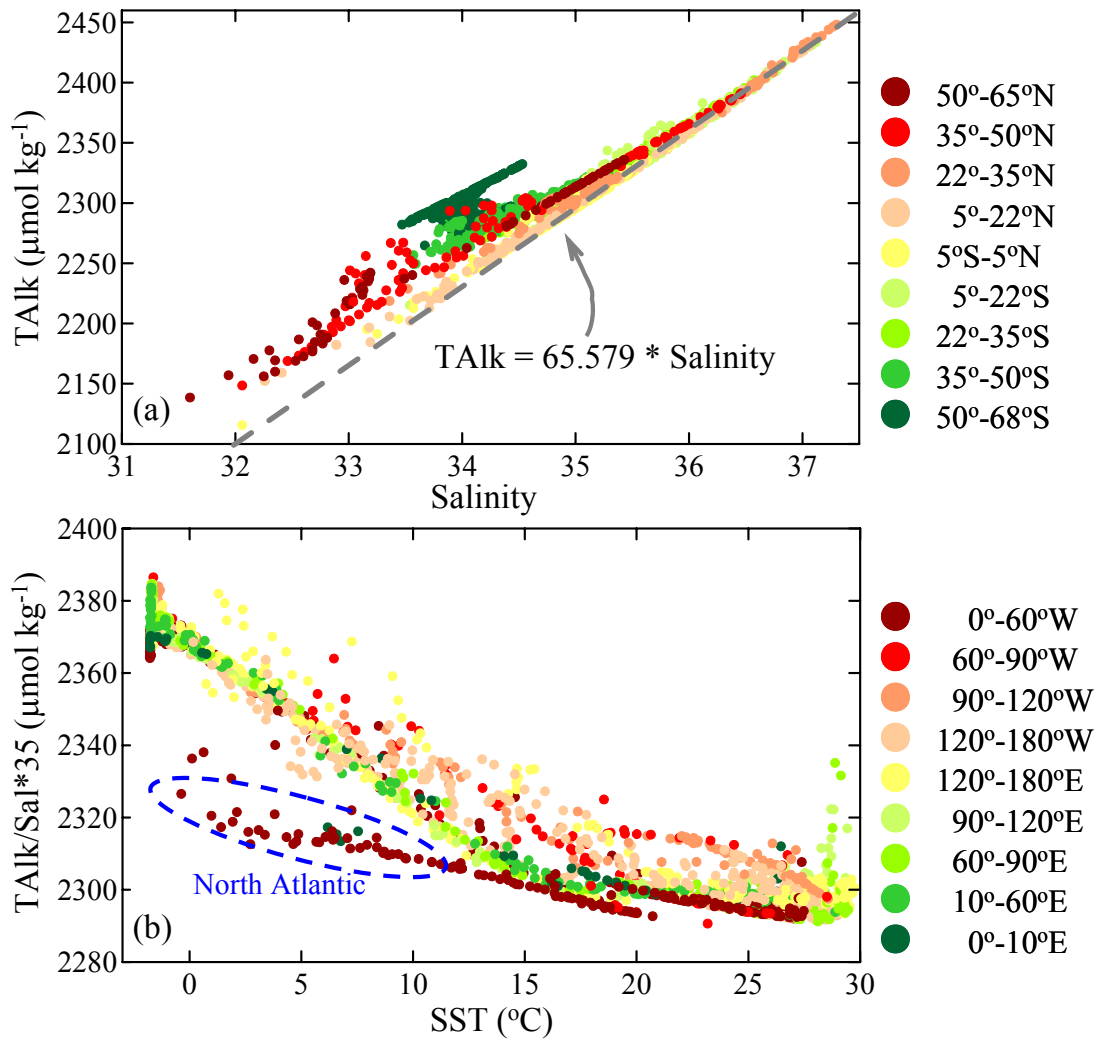 TAlk (µmol kg⁻¹)
2450
2400
2350
2300
2250
2200
2150
2100
(a)
TAlk = 65.579 * Salinity
31 32 33 34 35 36 37
Salinity
50º-65ºN
35º-50ºN
22º-35ºN
5º-22ºN
5ºS-5ºN
5º-22ºS
22º-35ºS
35º-50ºS
50º-68ºS
TAlk/Sal*35 (µmol kg⁻¹)
2400
2380
2360
2340
2320
2300
2280
North Atlantic
(b)
0 5 10 15 20 25 30
SST (ºC)
0º-60ºW
60º-90ºW
90º-120ºW
120º-180ºW
120º-180ºE
90º-120ºE
60º-90ºE
10º-60ºE
0º-10ºE